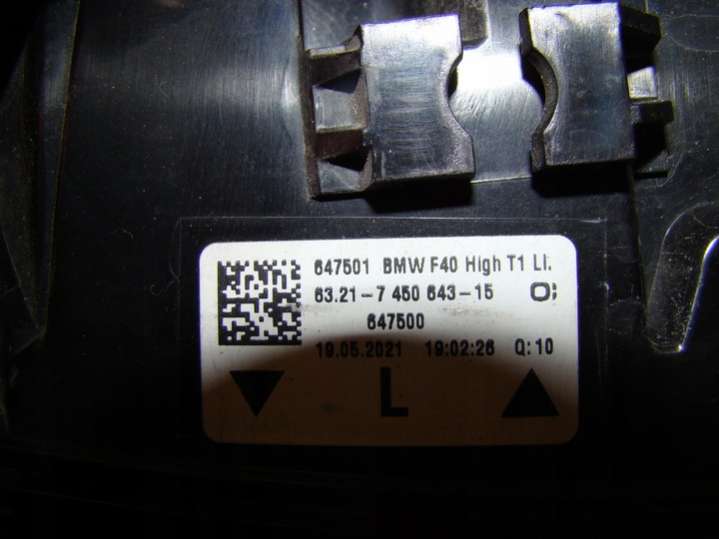 647501 BMW F40 High T1 LI.
63.21-7 450 643-15 O:
647500
19.05.2021 19:02:26 Q:10
L